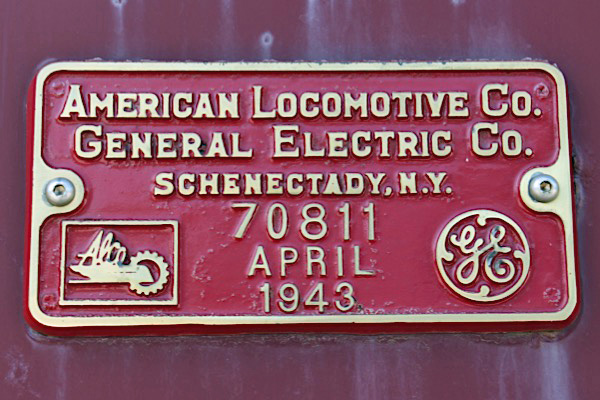 AMERICAN LOCOMOTIVE CO.
GENERAL ELECTRIC CO.
SCHENECTADY, N.Y.
70811
APRIL
1943
Alco
GE